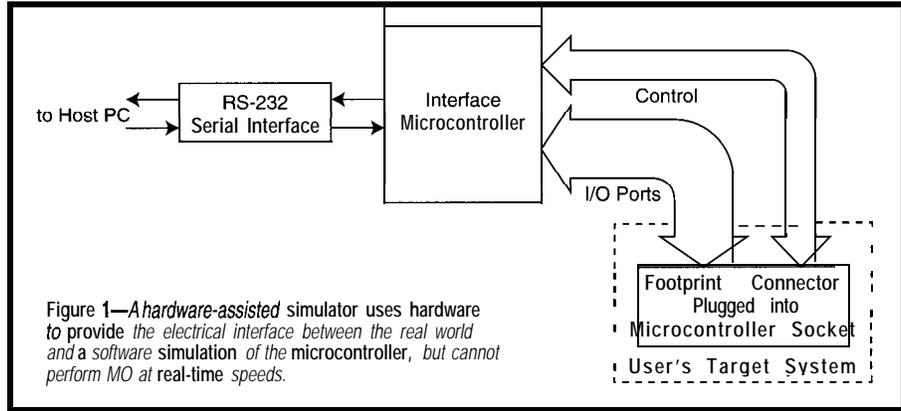 to Host PC
RS-232
Serial Interface
Interface
Microcontroller
Control
I/O Ports
Footprint Connector
Plugged into
Microcontroller Socket
User's Target System
Figure 1—A hardware-assisted simulator uses hardware
to provide the electrical interface between the real world
and a software simulation of the microcontroller, but cannot
perform MO at real-time speeds.